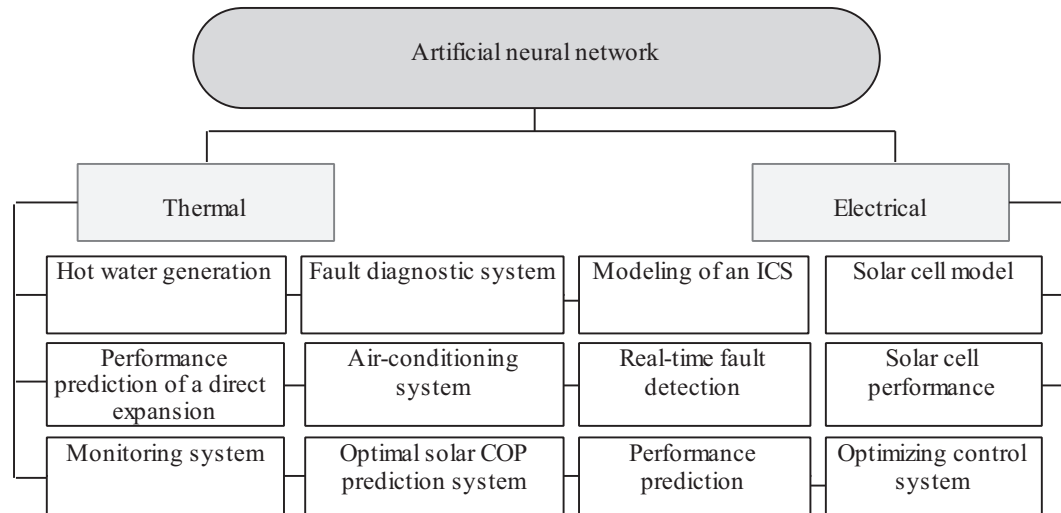 Artificial neural network
Thermal
Electrical
Hot water generation
Fault diagnostic system
Modeling of an ICS
Solar cell model
Performance
prediction of a direct
expansion
Air-conditioning
system
Real-time fault
detection
Solar cell
performance
Monitoring system
Optimal solar COP
prediction system
Performance
prediction
Optimizing control
system